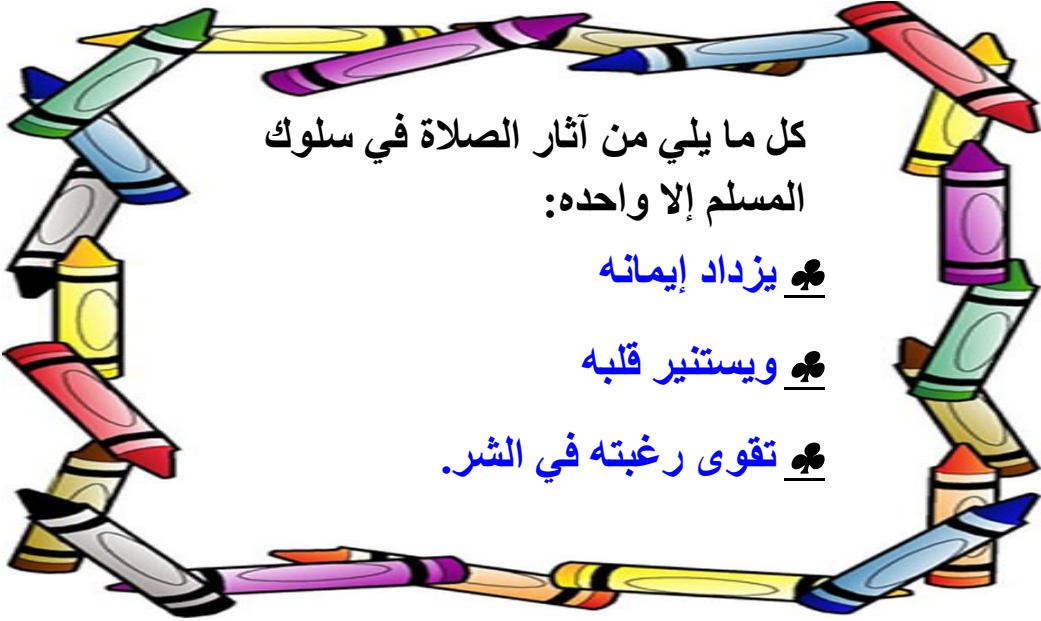 كل ما يلي من آثار الصلاة في سلوك
المسلم إلا واحده:
♣ يزداد إيمانه
♣ ويستنير قلبه
♣ تقوى رغبته في الشر.